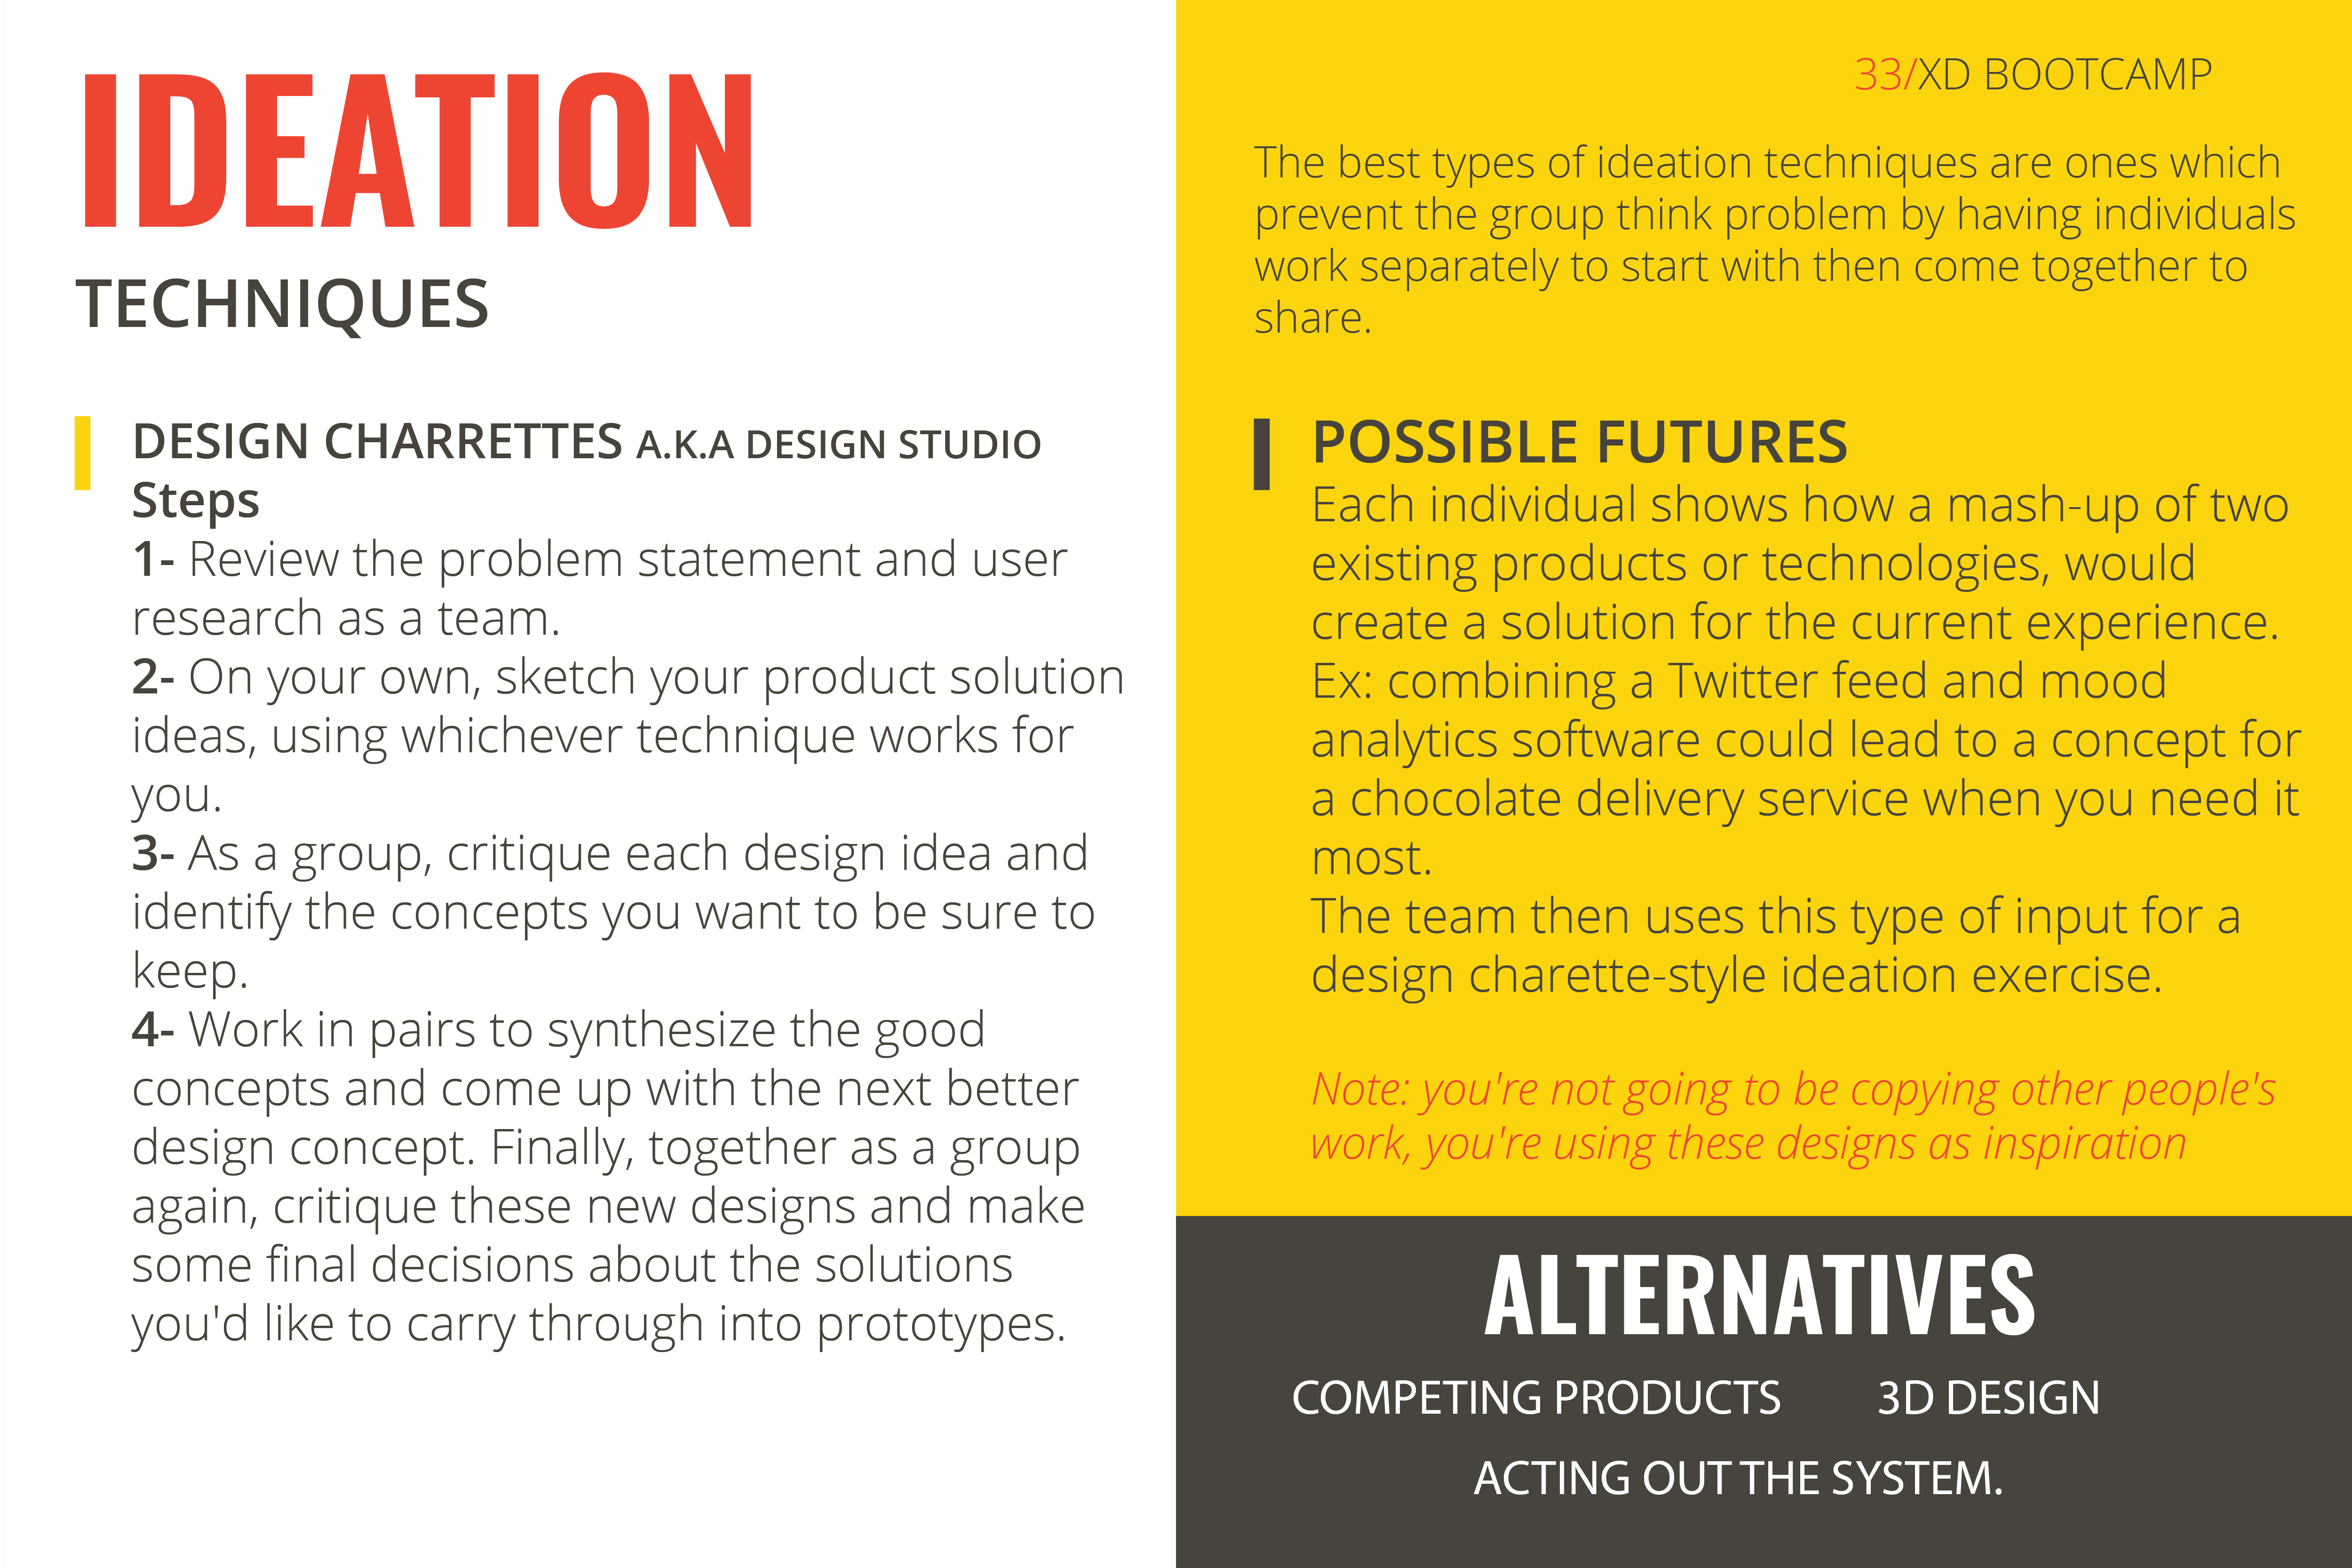 IDEATION
TECHNIQUES
DESIGN CHARRETTES A.K.A DESIGN STUDIO
Steps
1- Review the problem statement and user
research as a team.
2- On your own, sketch your product solution
ideas, using whichever technique works for
you.
3- As a group, critique each design idea and
identify the concepts you want to be sure to
keep.
4- Work in pairs to synthesize the good
concepts and come up with the next better
design concept. Finally, together as a group
again, critique these new designs and make
some final decisions about the solutions
you'd like to carry through into prototypes.
33/XD BOOTCAMP
The best types of ideation techniques are ones which
prevent the group think problem by having individuals
work separately to start with then come together to
share.
POSSIBLE FUTURES
Each individual shows how a mash-up of two
existing products or technologies, would
create a solution for the current experience.
Ex: combining a Twitter feed and mood
analytics software could lead to a concept for
a chocolate delivery service when you need it
most.
The team then uses this type of input for a
design charette-style ideation exercise.
Note: you're not going to be copying other people's
work, you're using these designs as inspiration
ALTERNATIVES
COMPETING PRODUCTS 3D DESIGN
ACTING OUT THE SYSTEM.